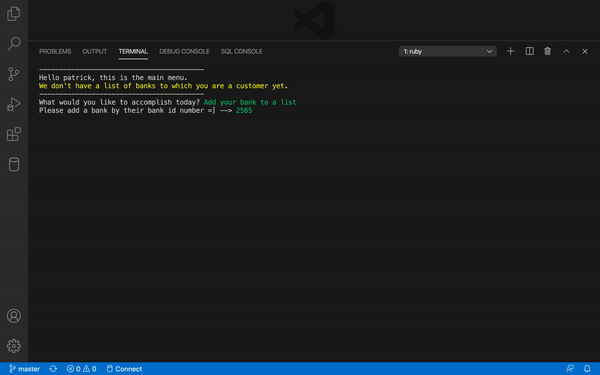 PROBLEMS OUTPUT TERMINAL DEBUG CONSOLE SQL CONSOLE 1: ruby
----------------------------------------
Hello patrick, this is the main menu.
We don't have a list of banks to which you are a customer yet.
----------------------------------------
What would you like to accomplish today? Add your bank to a list
Please add a bank by their bank id number =] --> 2565
master 0 0 Connect